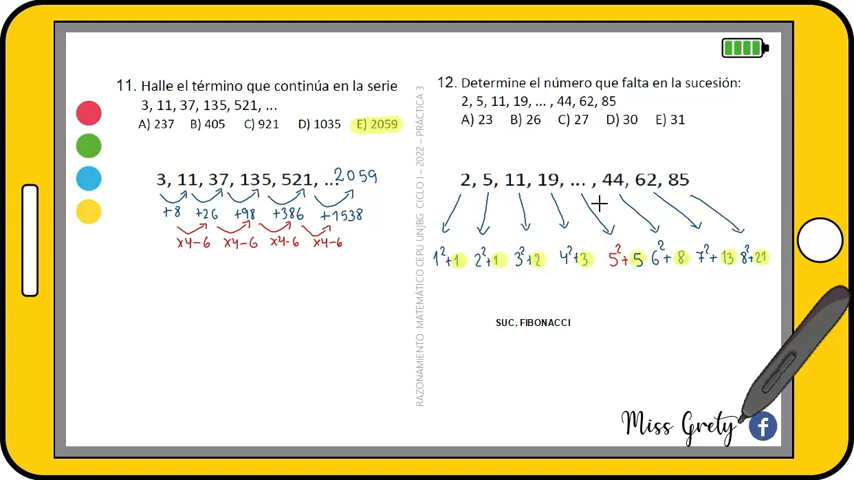 11. Halle el término que continúa en la serie
3, 11, 37, 135, 521, ...
A) 237 B) 405 C) 921 D) 1035 E) 2059
3, 11, 37, 135, 521, ... 2059
+8 +26 +98 +386 +1538
x4-6 x4-6 x4-6 x4-6
RAZONAMIENTO MATEMÁTICO CEPU UNJBG CICLO I - 2022 – PRÁCTICA 3
12. Determine el número que falta en la sucesión:
2, 5, 11, 19, ... , 44, 62, 85
A) 23 B) 26 C) 27 D) 30 E) 31
2, 5, 11, 19, ... , 44, 62, 85
1²+1 2²+1 3²+2 4²+3 5²+5 6²+8 7²+13 8²+21
SUC. FIBONACCI
Miss Grety f